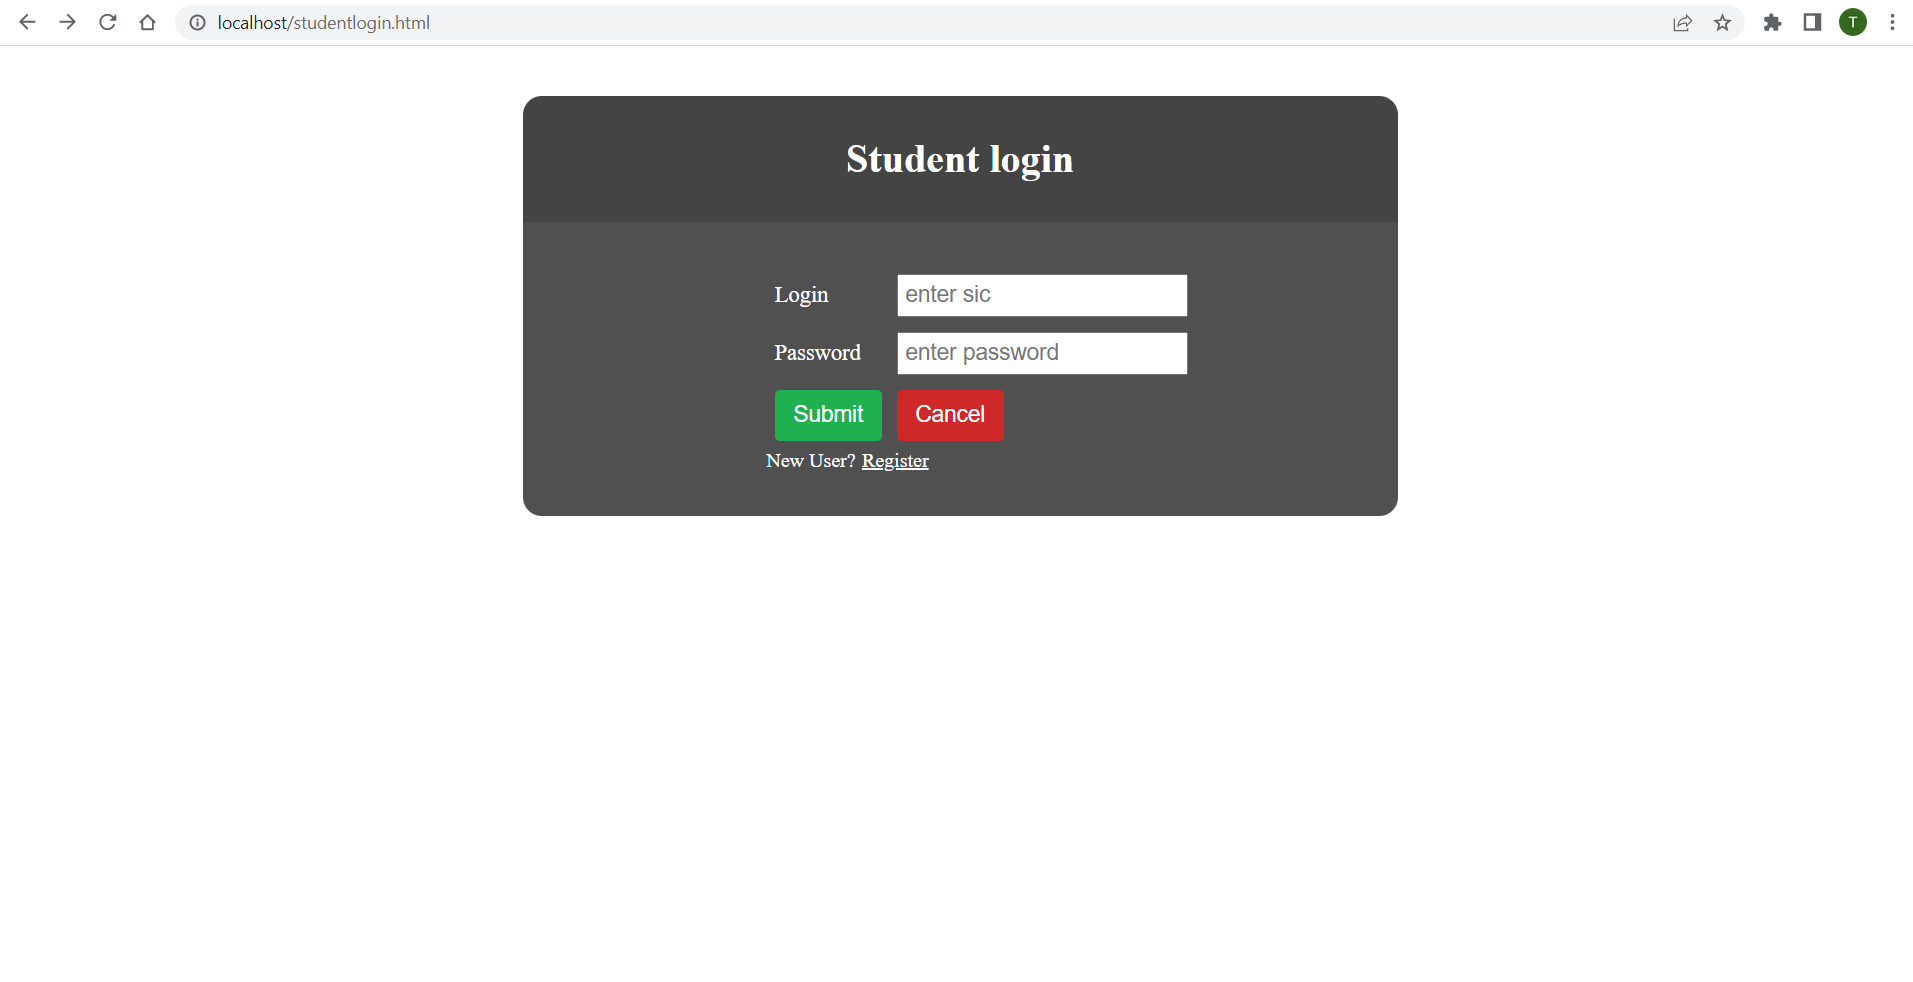 localhost/studentlogin.html
T
Student login
Login enter sic
Password enter password
Submit Cancel
New User? Register